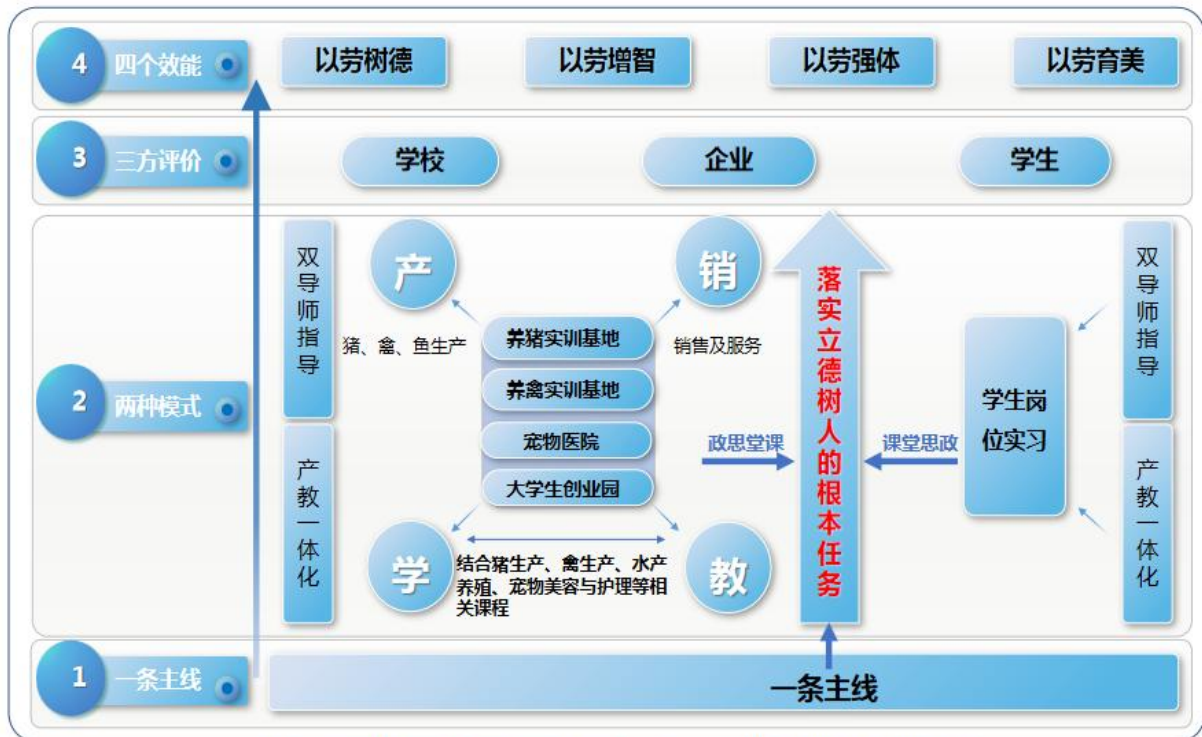 4
四个效能
以劳树德
以劳增智
以劳强体
以劳育美
3
三方评价
学校
企业
学生
2
两种模式
双导师指导
产教一体化
产
销
猪、禽、鱼生产
销售及服务
养猪实训基地
养禽实训基地
宠物医院
大学生创业园
学
教
结合猪生产、禽生产、水产
养殖、宠物美容与护理等相
关课程
政思堂课
落实立德树人的根本任务
课堂思政
学生岗
位实习
双导师指导
产教一体化
1
一条主线
一条主线